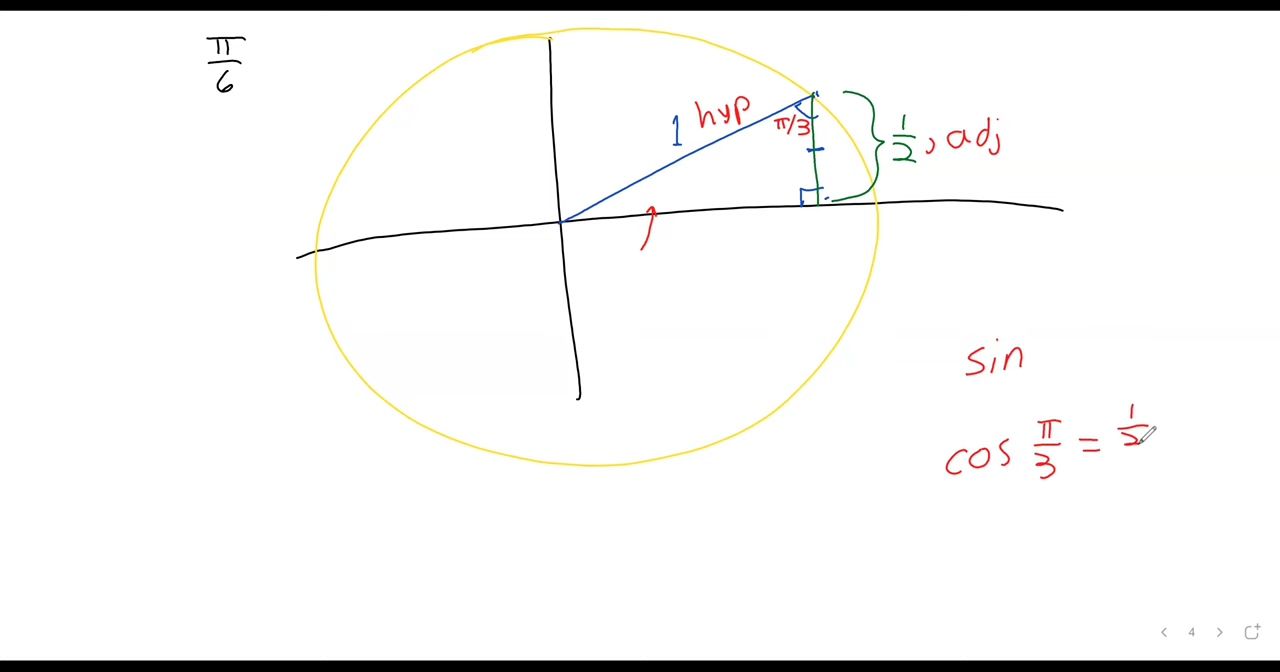 π/6
1 hyp
π/3
1/2, adj
sin
cos π/3 = 1/2
< 4 >